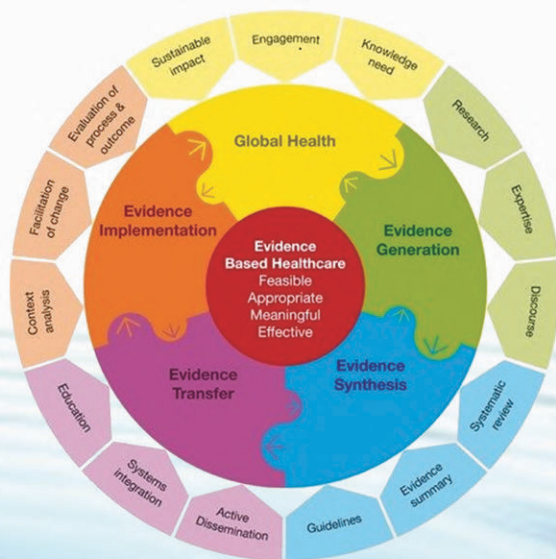 Engagement
Knowledge
need
Research
Expertise
Discourse
Systematic
review
Evidence
summary
Guidelines
Active
Dissemination
Systems
integration
Education
Context
analysis
Facilitation
of change
Evaluation of
process &
outcome
Sustainable
impact
Global Health
Evidence
Generation
Evidence
Synthesis
Evidence
Transfer
Evidence
Implementation
Evidence
Based Healthcare
Feasible
Appropriate
Meaningful
Effective